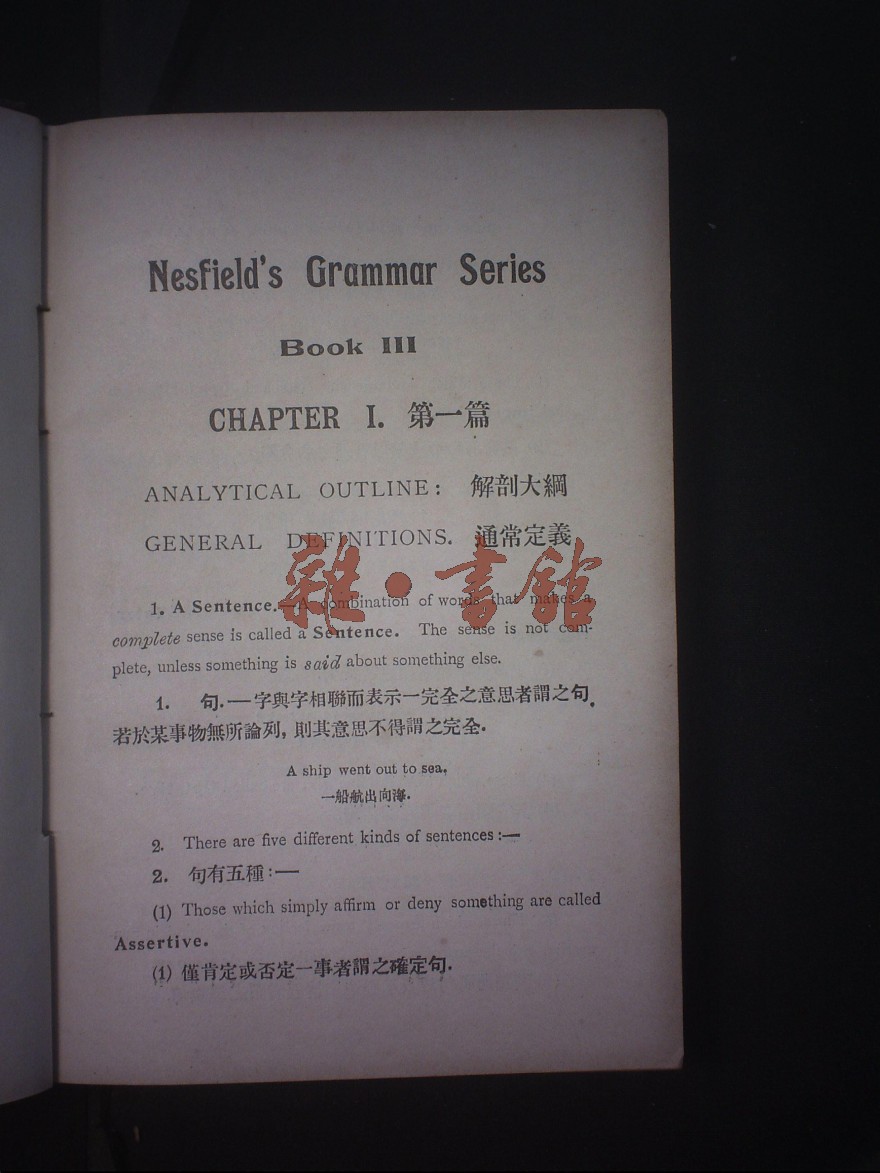 Nesfield's Grammar Series
Book III
CHAPTER I. 第一篇
ANALYTICAL OUTLINE: 解剖大綱
GENERAL DEFINITIONS. 通常定義
雜·書館
1. A Sentence.—A combination of words that makes a
complete sense is called a Sentence. The sense is not com-
plete, unless something is said about something else.
1. 句.—字與字相聯而表示一完全之意思者謂之句.
若於某事物無所論列, 則其意思不得謂之完全.
A ship went out to sea.
一船航出向海.
2. There are five different kinds of sentences:—
2. 句有五種:—
(1) Those which simply affirm or deny something are called
Assertive.
(1) 僅肯定或否定一事者謂之確定句.